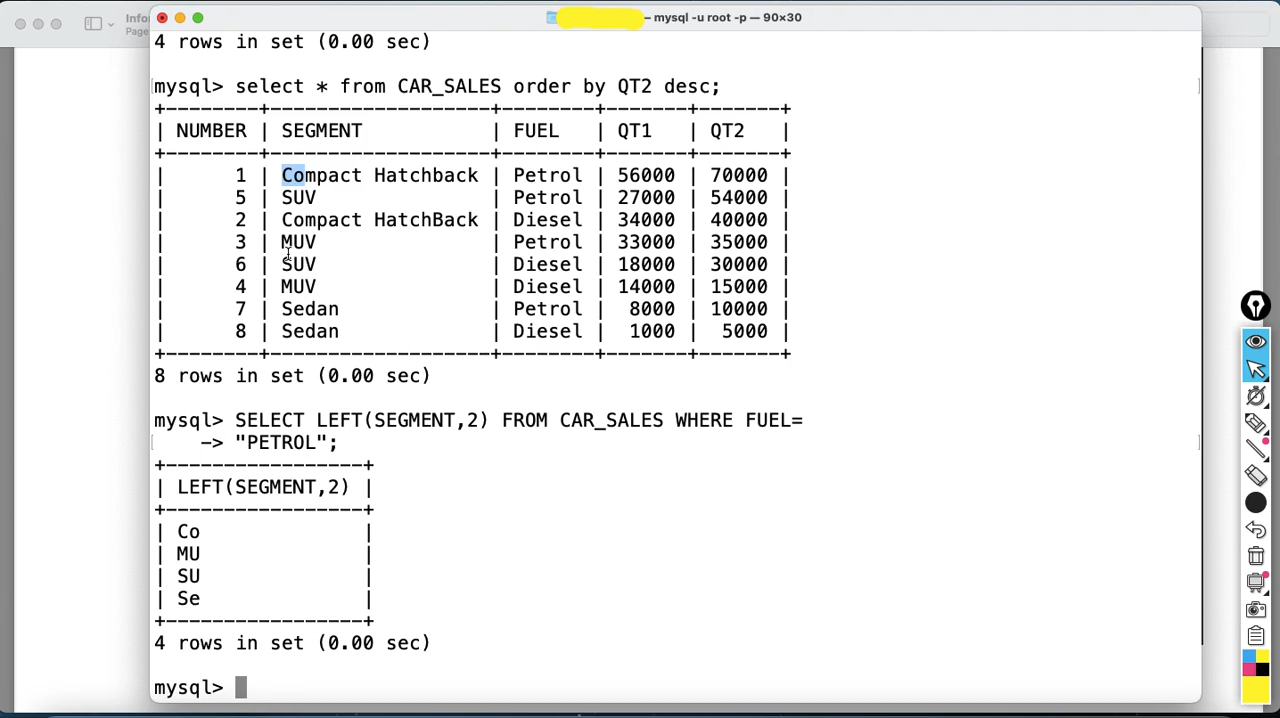 Infor
Page
— mysql -u root -p — 90×30
4 rows in set (0.00 sec)
mysql> select * from CAR_SALES order by QT2 desc;
+--------+-------------------+--------+-------+-------+
| NUMBER | SEGMENT           | FUEL   | QT1   | QT2   |
+--------+-------------------+--------+-------+-------+
|      1 | Compact Hatchback | Petrol | 56000 | 70000 |
|      5 | SUV               | Petrol | 27000 | 54000 |
|      2 | Compact HatchBack | Diesel | 34000 | 40000 |
|      3 | MUV               | Petrol | 33000 | 35000 |
|      6 | SUV               | Diesel | 18000 | 30000 |
|      4 | MUV               | Diesel | 14000 | 15000 |
|      7 | Sedan             | Petrol |  8000 | 10000 |
|      8 | Sedan             | Diesel |  1000 |  5000 |
+--------+-------------------+--------+-------+-------+
8 rows in set (0.00 sec)
mysql> SELECT LEFT(SEGMENT,2) FROM CAR_SALES WHERE FUEL=
    -> "PETROL";
+-----------------+
| LEFT(SEGMENT,2) |
+-----------------+
| Co              |
| MU              |
| SU              |
| Se              |
+-----------------+
4 rows in set (0.00 sec)
mysql>